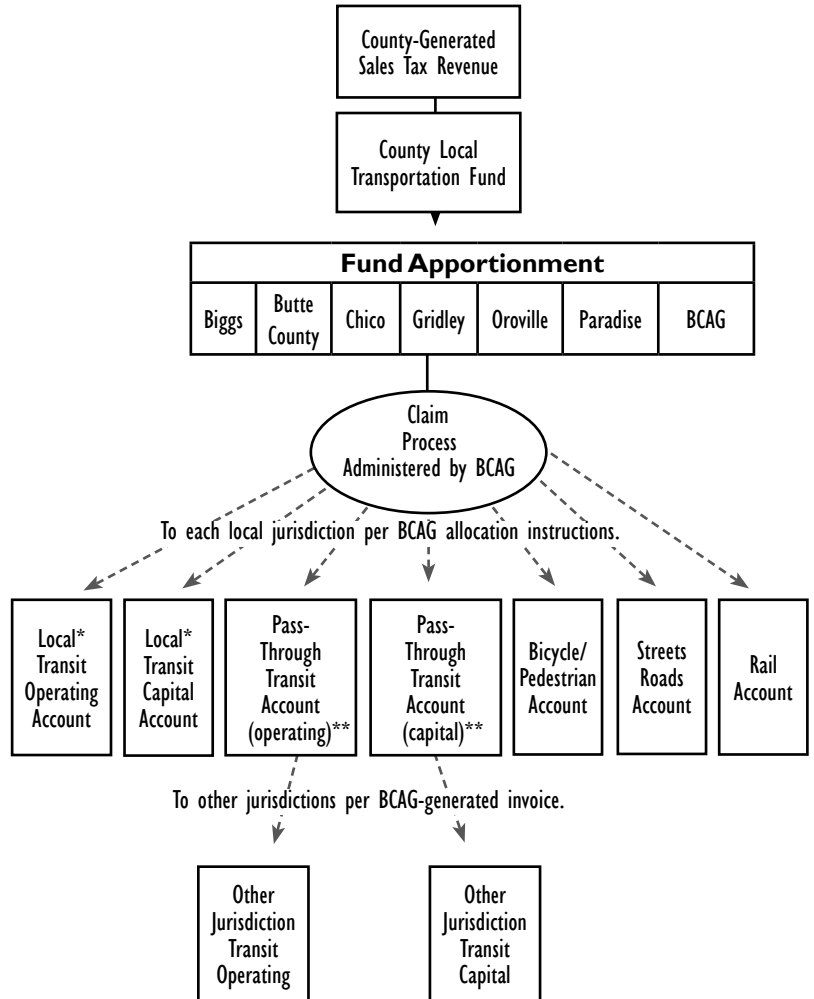 County-Generated
Sales Tax Revenue
County Local
Transportation Fund
Fund Apportionment
Biggs
Butte
County
Chico
Gridley
Oroville
Paradise
BCAG
Claim
Process
Administered by BCAG
To each local jurisdiction per BCAG allocation instructions.
Local*
Transit
Operating
Account
Local*
Transit
Capital
Account
Pass-
Through
Transit
Account
(operating)**
Pass-
Through
Transit
Account
(capital)**
Bicycle/
Pedestrian
Account
Streets
Roads
Account
Rail
Account
To other jurisdictions per BCAG-generated invoice.
Other
Jurisdiction
Transit
Operating
Other
Jurisdiction
Transit
Capital